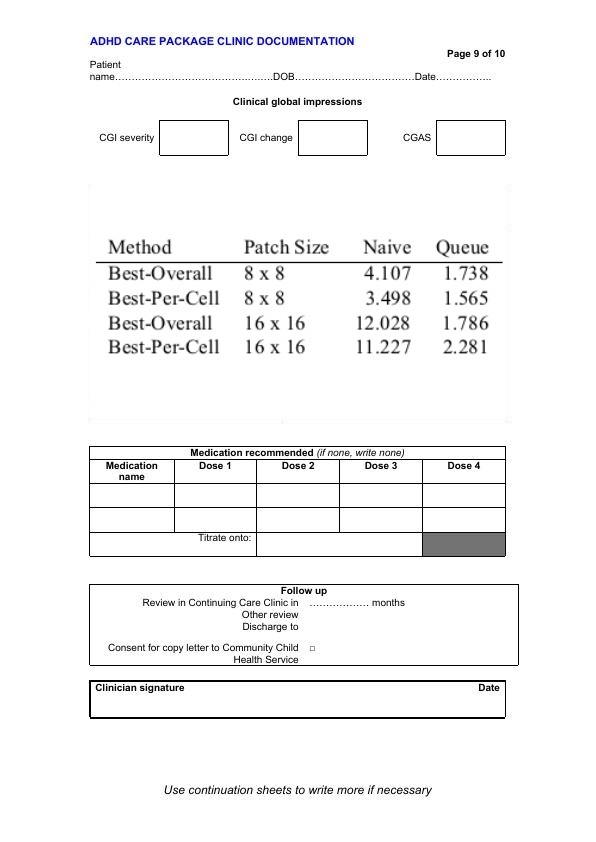 ADHD CARE PACKAGE CLINIC DOCUMENTATION
Page 9 of 10
Patient
name…………………………………………DOB………………………………Date……………..
Clinical global impressions
CGI severity CGI change CGAS
Method Patch Size Naive Queue
Best-Overall 8 x 8 4.107 1.738
Best-Per-Cell 8 x 8 3.498 1.565
Best-Overall 16 x 16 12.028 1.786
Best-Per-Cell 16 x 16 11.227 2.281
Medication recommended (if none, write none)
Medication Dose 1 Dose 2 Dose 3 Dose 4
name
Titrate onto:
Follow up
Review in Continuing Care Clinic in ……………… months
Other review
Discharge to
Consent for copy letter to Community Child □
Health Service
Clinician signature Date
Use continuation sheets to write more if necessary